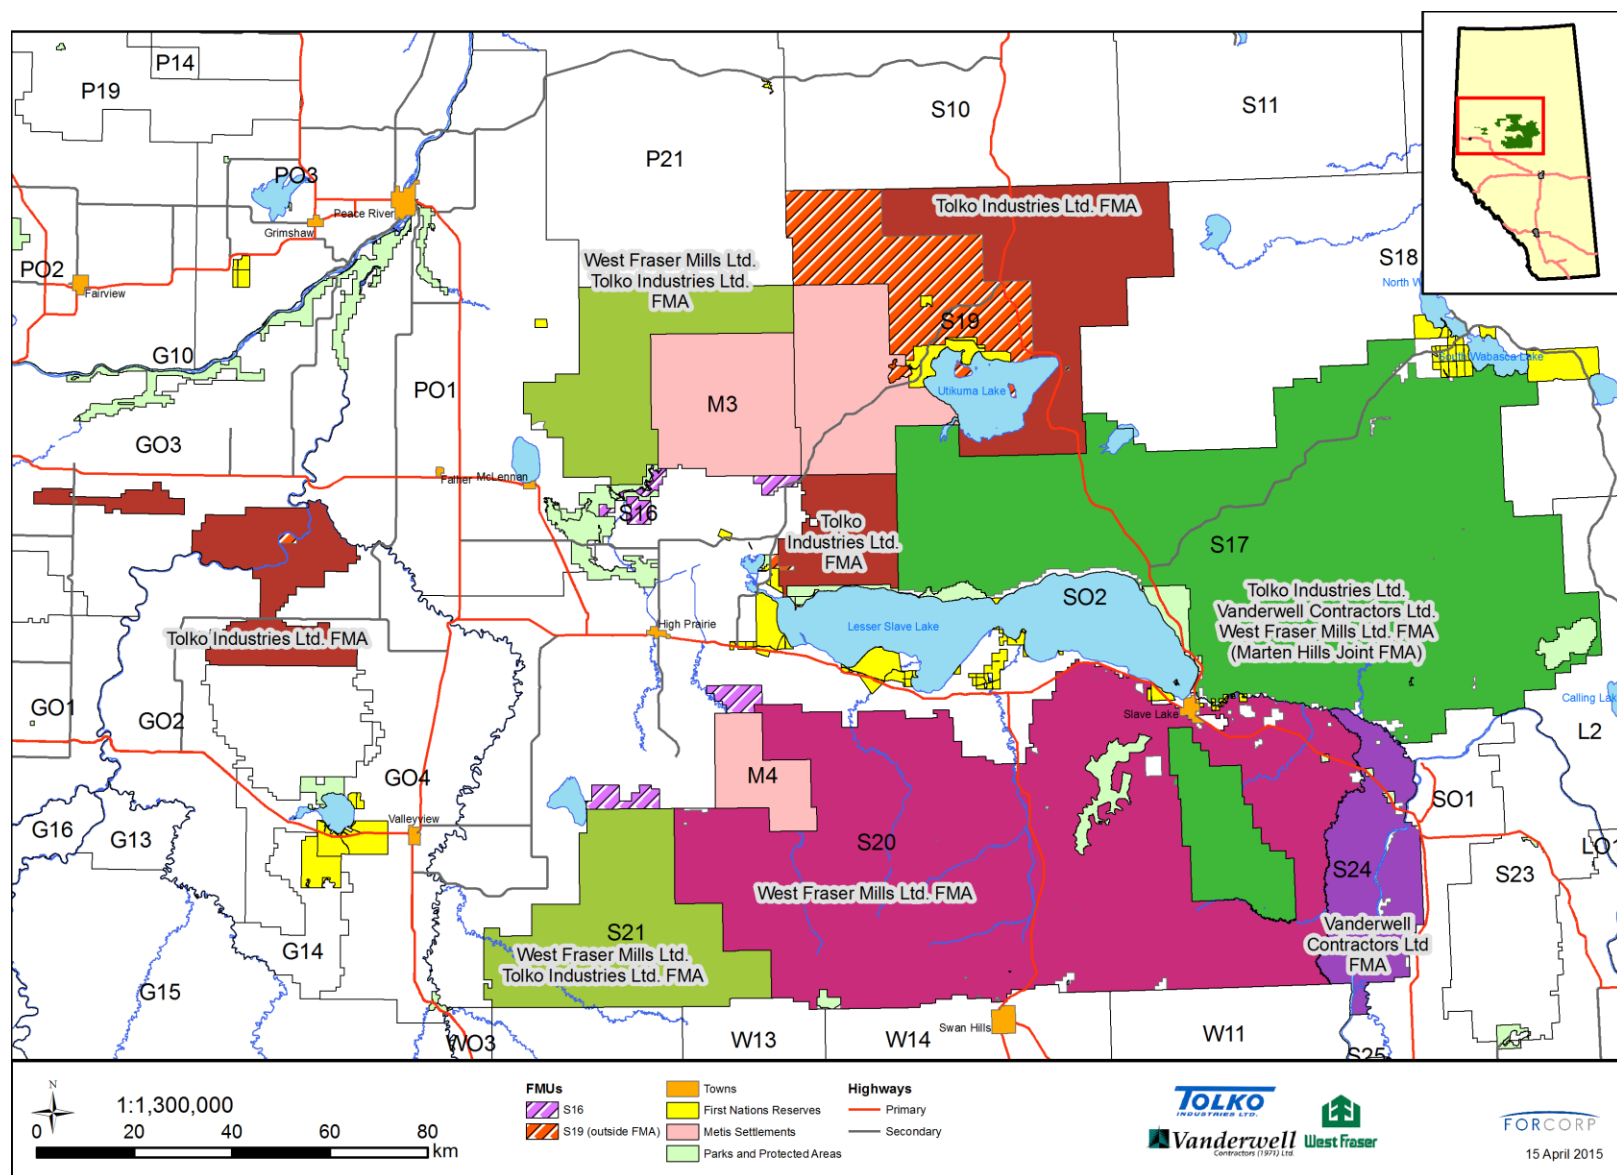 P14
P19
S10
S11
P21
PO3
Peace River
Grimshaw
Tolko Industries Ltd. FMA
S18
North W
PO2
Fairview
West Fraser Mills Ltd.
Tolko Industries Ltd.
FMA
S19
G10
South Wabasca Lake
PO1
M3
Utikuma Lake
GO3
Falher
McLennan
S16
Tolko
Industries Ltd.
FMA
S17
SO2
Tolko Industries Ltd.
Vanderwell Contractors Ltd.
West Fraser Mills Ltd. FMA
(Marten Hills Joint FMA)
High Prairie
Lesser Slave Lake
Tolko Industries Ltd. FMA
GO1
GO2
Slave Lake
Calling Lak
L2
GO4
M4
SO1
G16
G13
Valleyview
S20
LO1
S24
S23
West Fraser Mills Ltd. FMA
S21
West Fraser Mills Ltd.
Tolko Industries Ltd. FMA
Vanderwell
Contractors Ltd
FMA
G14
G15
WO3
W13
W14
Swan Hills
W11
S25
N
1:1,300,000
0 20 40 60 80 km
FMUs
S16
S19 (outside FMA)
Towns
First Nations Reserves
Metis Settlements
Parks and Protected Areas
Highways
Primary
Secondary
TOLKO
INDUSTRIES LTD.
Vanderwell
Contractors (1971) Ltd.
West Fraser
FORCORP
15 April 2015